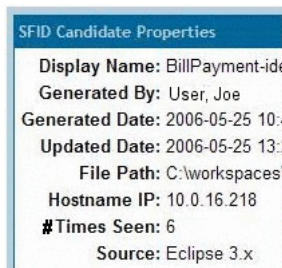 SFID Candidate Properties
Display Name: BillPayment-ide
Generated By: User, Joe
Generated Date: 2006-05-25 10:
Updated Date: 2006-05-25 13:
File Path: C:\workspaces\
Hostname IP: 10.0.16.218
#Times Seen: 6
Source: Eclipse 3.x